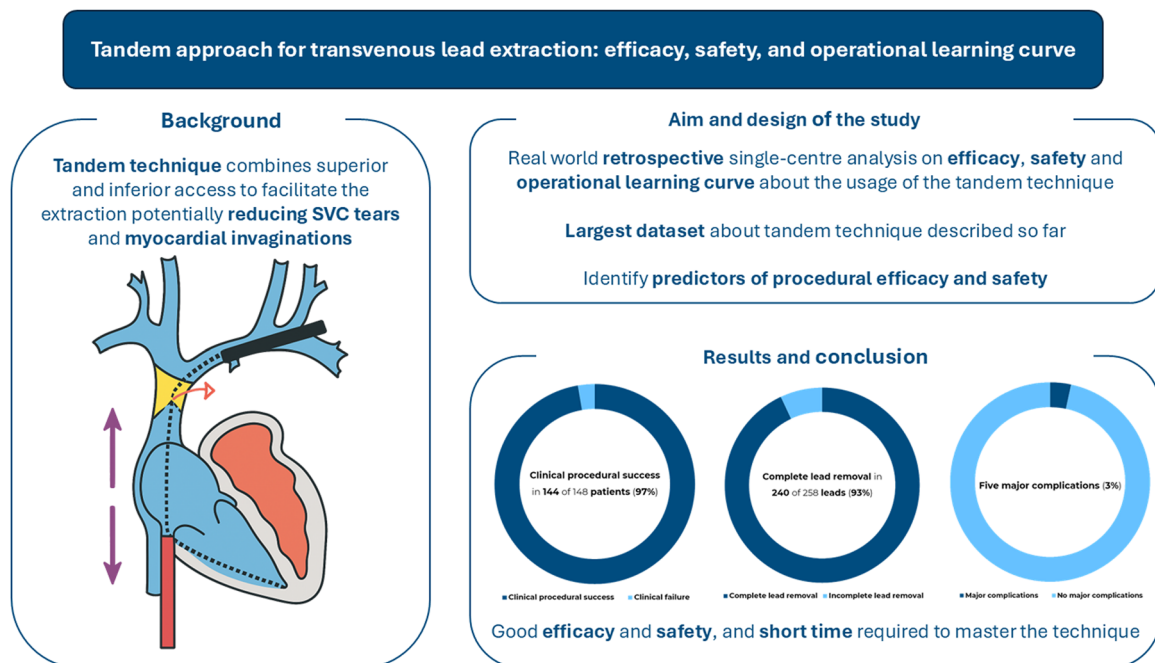 Tandem approach for transvenous lead extraction: efficacy, safety, and operational learning curve
Background
Tandem technique combines superior
and inferior access to facilitate the
extraction potentially reducing SVC tears
and myocardial invaginations
Aim and design of the study
Real world retrospective single-centre analysis on efficacy, safety and
operational learning curve about the usage of the tandem technique
Largest dataset about tandem technique described so far
Identify predictors of procedural efficacy and safety
Results and conclusion
Clinical procedural success
in 144 of 148 patients (97%)
Clinical procedural success Clinical failure
Complete lead removal in
240 of 258 leads (93%)
Complete lead removal Incomplete lead removal
Five major complications (3%)
Major complications No major complications
Good efficacy and safety, and short time required to master the technique